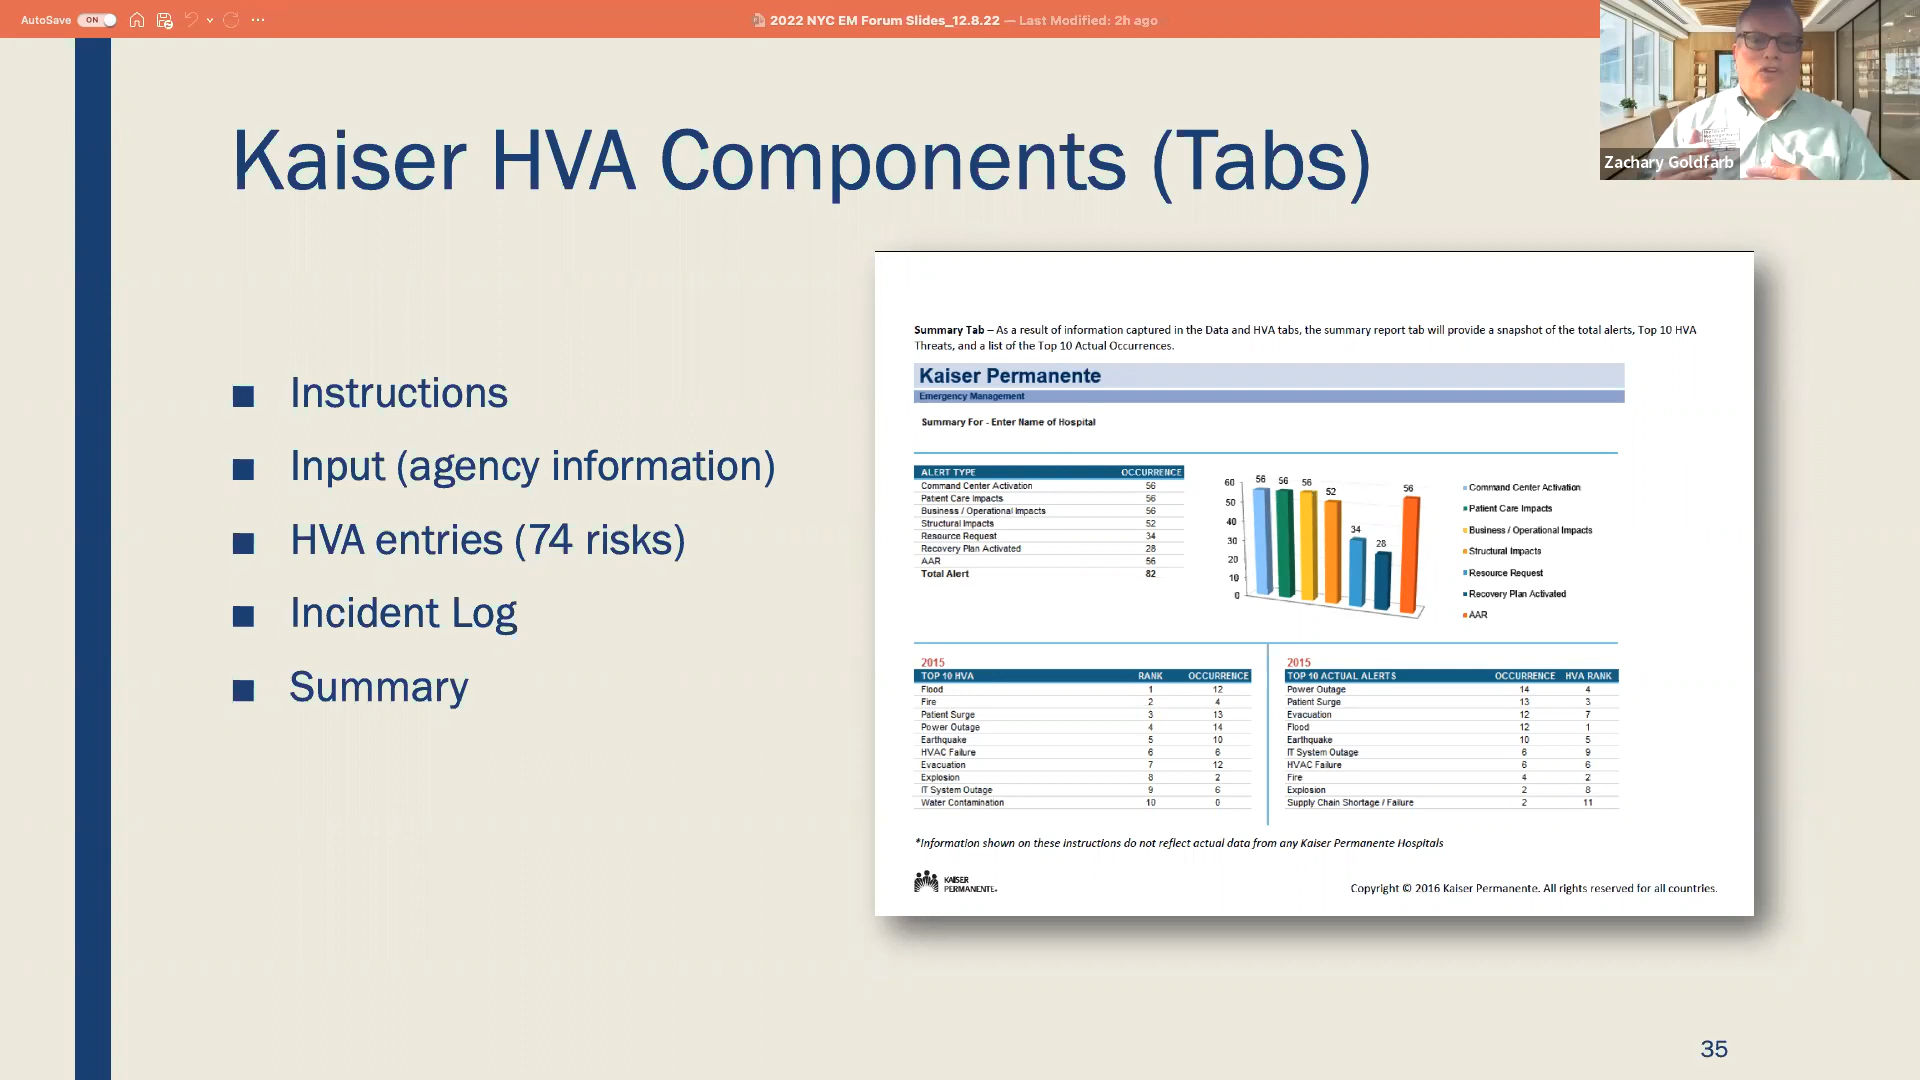 AutoSave ON
2022 NYC EM Forum Slides_12.8.22 — Last Modified: 2h ago
Zachary Goldfarb
Kaiser HVA Components (Tabs)
Instructions
Input (agency information)
HVA entries (74 risks)
Incident Log
Summary
Summary Tab – As a result of information captured in the Data and HVA tabs, the summary report tab will provide a snapshot of the total alerts, Top 10 HVA
Threats, and a list of the Top 10 Actual Occurrences.
Kaiser Permanente
Emergency Management
Summary For - Enter Name of Hospital
ALERT TYPE OCCURRENCE
Command Center Activation 56
Patient Care Impacts 56
Business / Operational Impacts 56
Structural Impacts 52
Resource Request 34
Recovery Plan Activated 28
AAR 56
Total Alert 82
60
50
40
30
20
10
0
56 56 56 52 34 28 56
Command Center Activation
Patient Care Impacts
Business / Operational Impacts
Structural Impacts
Resource Request
Recovery Plan Activated
AAR
2015
TOP 10 HVA RANK OCCURRENCE
Flood 1 12
Fire 2 4
Patient Surge 3 13
Power Outage 4 14
Earthquake 5 10
HVAC Failure 6 6
Evacuation 7 12
Explosion 8 2
IT System Outage 9 6
Water Contamination 10 0
2015
TOP 10 ACTUAL ALERTS OCCURRENCE HVA RANK
Power Outage 14 4
Patient Surge 13 3
Evacuation 12 7
Flood 12 1
Earthquake 10 5
IT System Outage 6 9
HVAC Failure 6 6
Fire 4 2
Explosion 2 8
Supply Chain Shortage / Failure 2 11
*Information shown on these instructions do not reflect actual data from any Kaiser Permanente Hospitals
KAISER
PERMANENTE.
Copyright © 2016 Kaiser Permanente. All rights reserved for all countries.
35